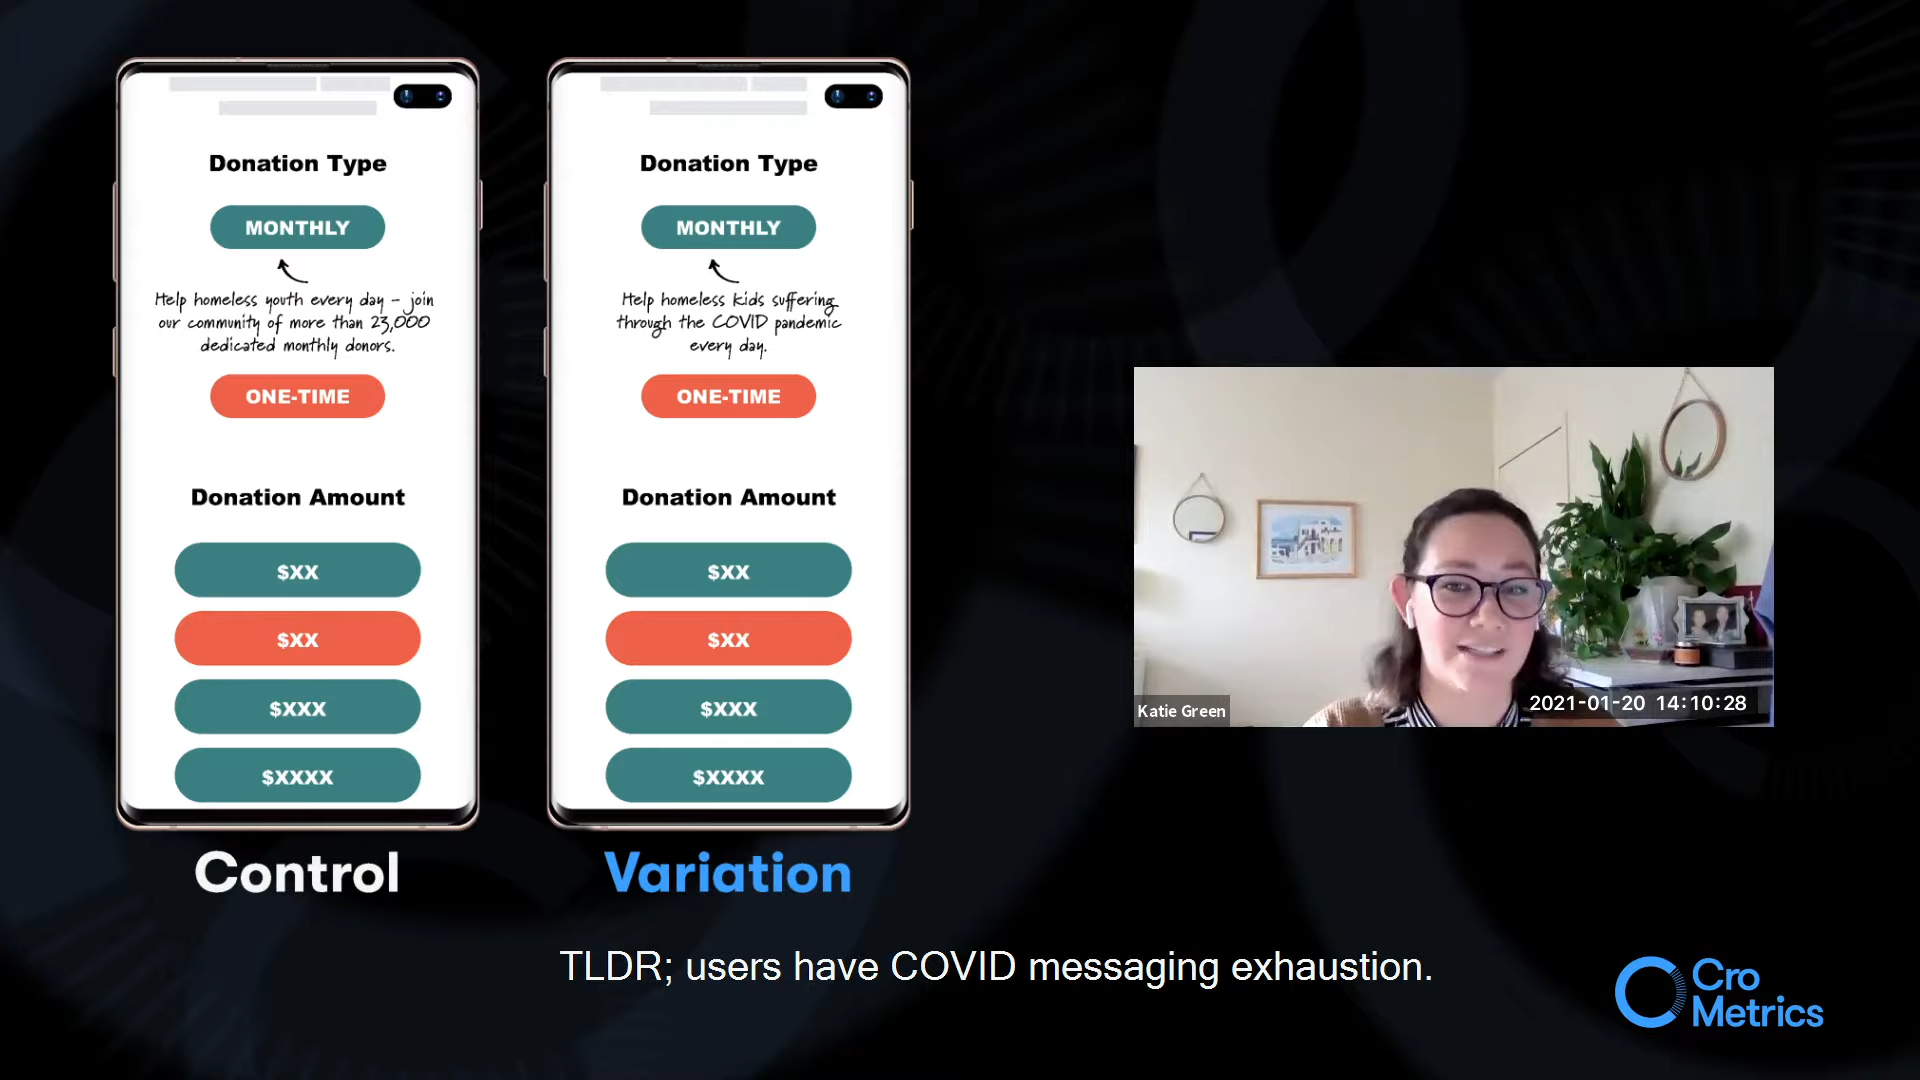 Donation Type
MONTHLY
Help homeless youth every day - join
our community of more than 23,000
dedicated monthly donors.
ONE-TIME
Donation Amount
$XX
$XX
$XXX
$XXXX
Control
Donation Type
MONTHLY
Help homeless kids suffering
through the COVID pandemic
every day.
ONE-TIME
Donation Amount
$XX
$XX
$XXX
$XXXX
Variation
Katie Green
2021-01-20 14:10:28
TLDR; users have COVID messaging exhaustion.
Cro
Metrics